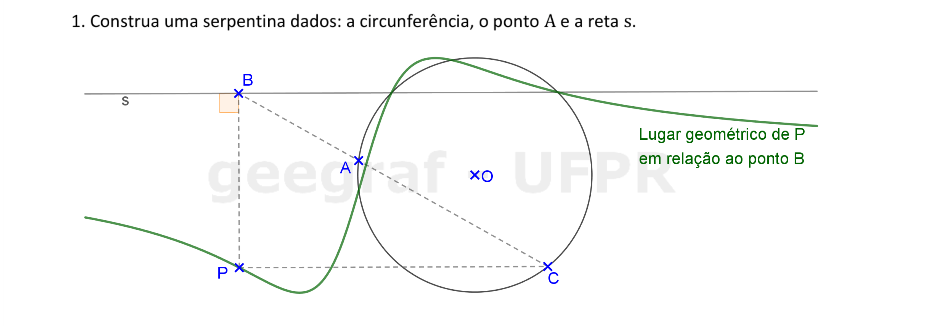 1. Construa uma serpentina dados: a circunferência, o ponto A e a reta s.
B
s
Lugar geométrico de P
em relação ao ponto B
A
O
geegraf UFPR
P
C